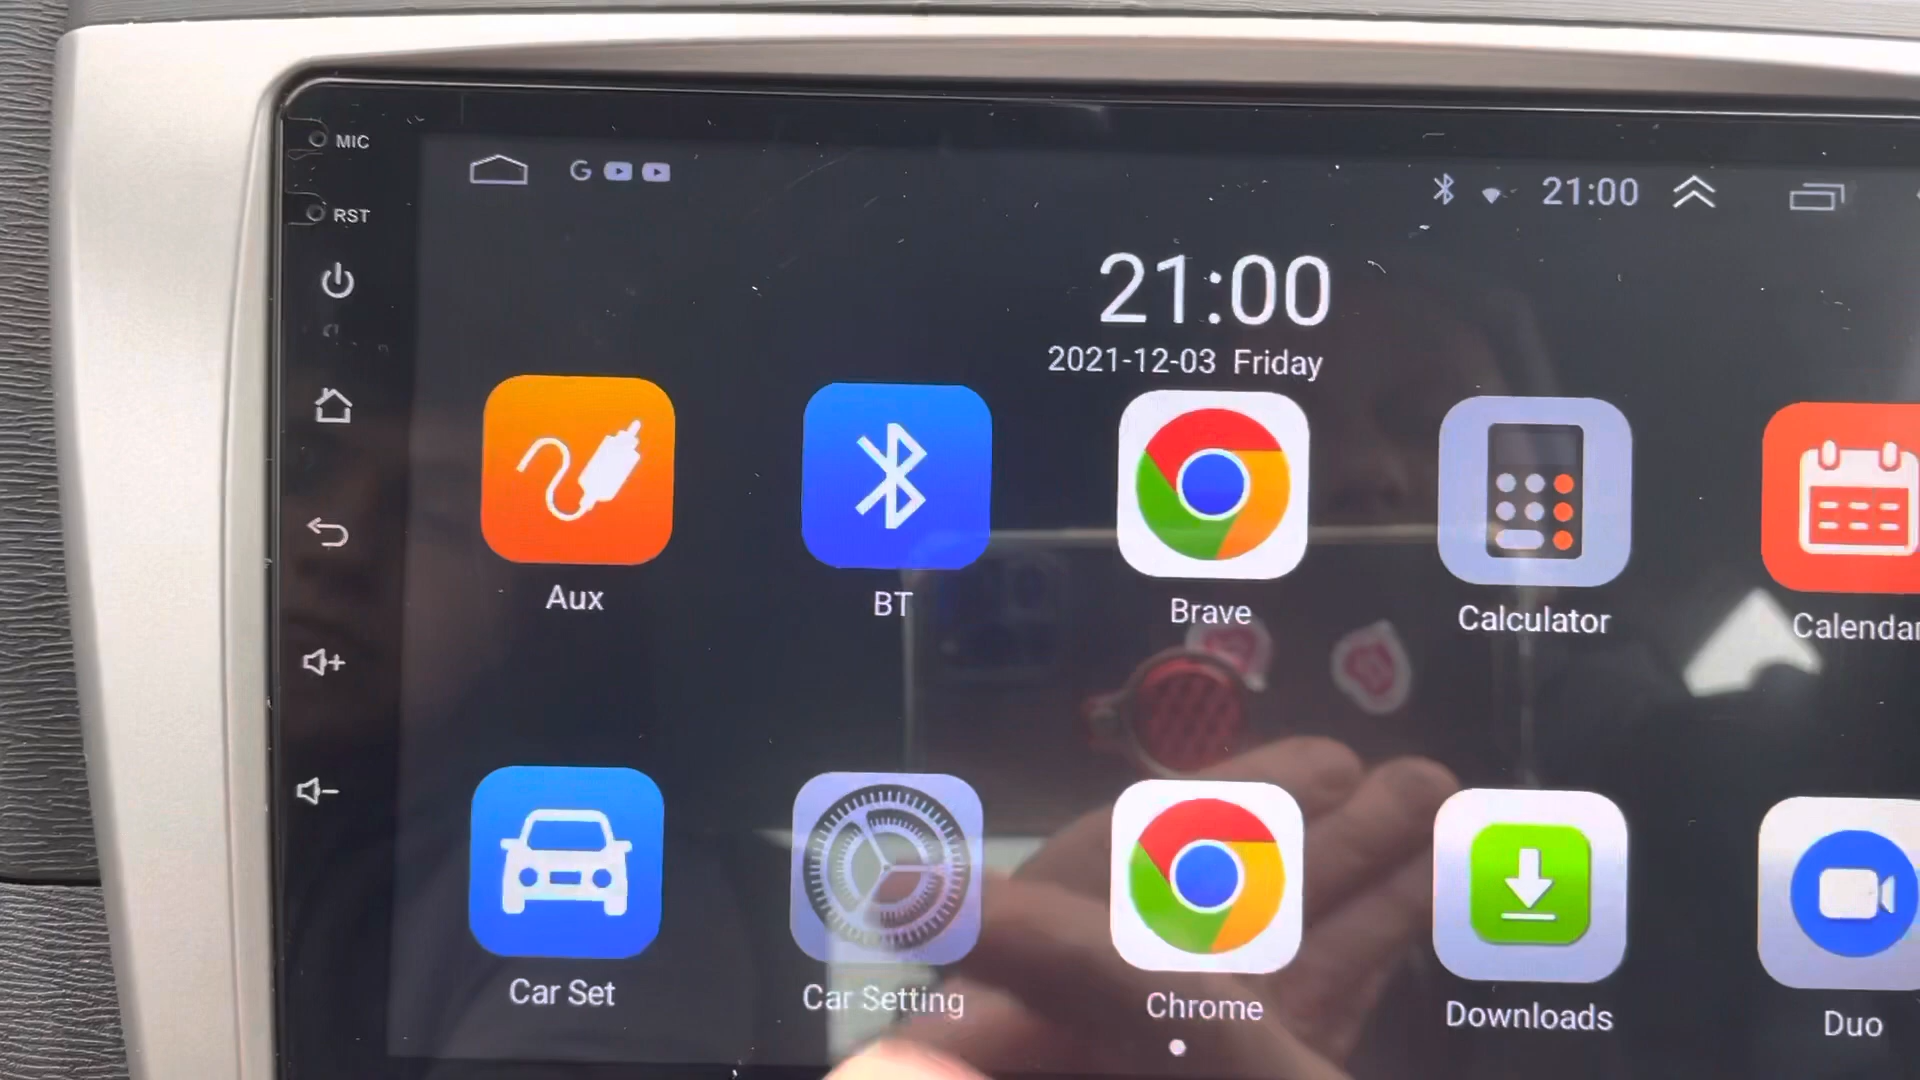 MIC
G
21:00
RST
21:00
2021-12-03 Friday
Aux
BT
Brave
Calculator
Calendar
Car Set
Car Setting
Chrome
Downloads
Duo